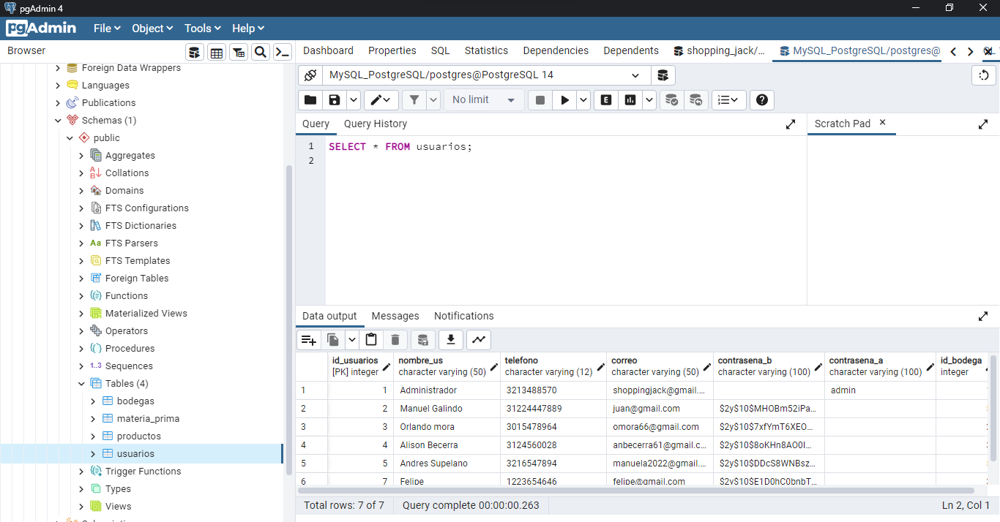 pgAdmin 4
pgAdmin File Object Tools Help
Browser
Dashboard Properties SQL Statistics Dependencies Dependents shopping_jack/... MySQL_PostgreSQL/postgres@
Foreign Data Wrappers
Languages
Publications
Schemas (1)
public
Aggregates
Collations
Domains
FTS Configurations
FTS Dictionaries
Aa FTS Parsers
FTS Templates
Foreign Tables
Functions
Materialized Views
Operators
Procedures
1..3 Sequences
Tables (4)
bodegas
materia_prima
productos
usuarios
Trigger Functions
Types
Views
MySQL_PostgreSQL/postgres@PostgreSQL 14
No limit
E
Query Query History
Scratch Pad
1 SELECT * FROM usuarios;
2
Data output Messages Notifications
id_usuarios nombre_us telefono correo contrasena_b contrasena_a id_bodega
[PK] integer character varying (50) character varying (12) character varying (50) character varying (100) character varying (100) integer
1 1 Administrador 3213488570 shoppingjack@gmail.... admin
2 2 Manuel Galindo 31224447889 juan@gmail.com $2y$10$MHOBm52iPa...
3 3 Orlando mora 3015478964 omora66@gmail.com $2y$10$7xfYmT6XEO...
4 4 Alison Becerra 3124560028 anbecerra61@gmail.c... $2y$10$8oKHn8AO0I...
5 5 Andres Supelano 3216547894 manuela2022@gmail.... $2y$10$DDcS8WNBsz...
6 7 Felipe 1223654646 felipe@gmail.com $2y$10$E1D0hC0bnbT...
Total rows: 7 of 7 Query complete 00:00:00.263 Ln 2, Col 1